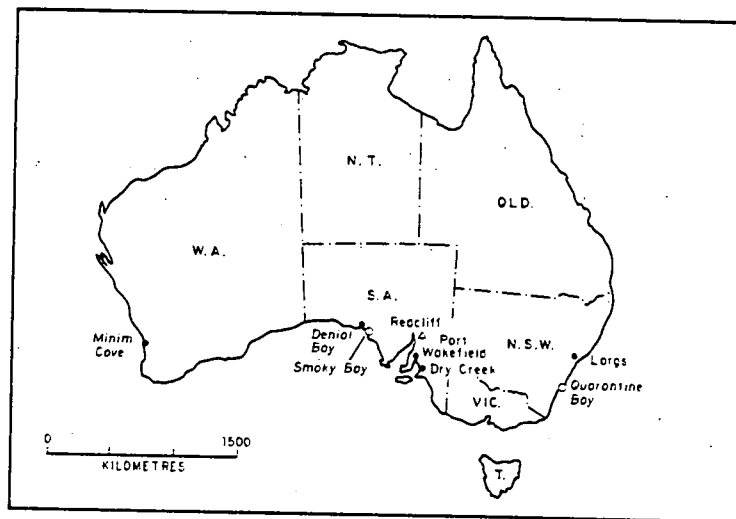 N.T.
QLD.
W.A.
S.A.
Redcliff
Minim
Cove
Denial
Bay
Smoky Bay
Port
Wakefield
Dry Creek
N.S.W.
Largs
Quarantine
Bay
VIC.
0 1500
KILOMETRES
T.